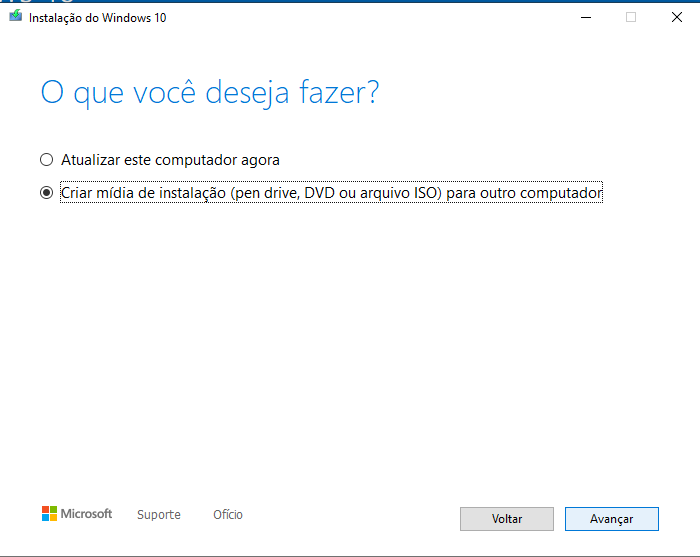 Instalação do Windows 10
O que você deseja fazer?
Atualizar este computador agora
Criar mídia de instalação (pen drive, DVD ou arquivo ISO) para outro computador
Microsoft Suporte Ofício Voltar Avançar